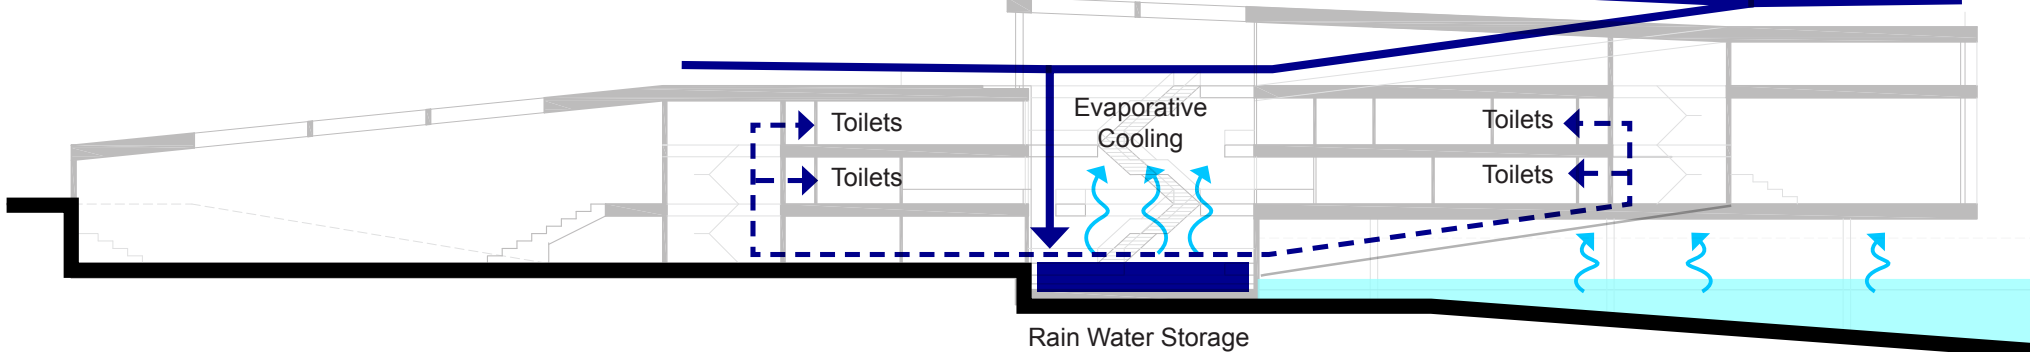 Evaporative
Cooling
Toilets
Toilets
Toilets
Toilets
Rain Water Storage